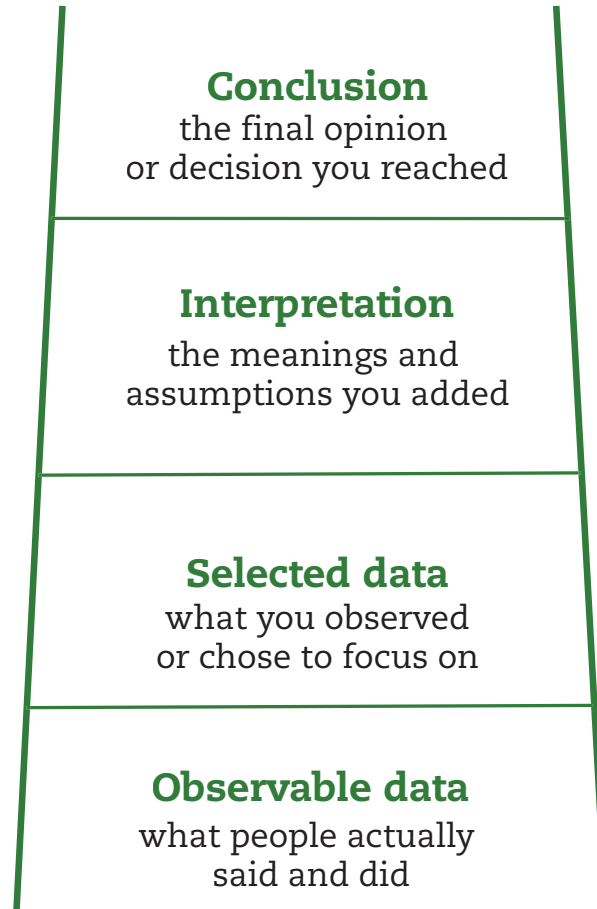 Conclusion
the final opinion
or decision you reached
Interpretation
the meanings and
assumptions you added
Selected data
what you observed
or chose to focus on
Observable data
what people actually
said and did